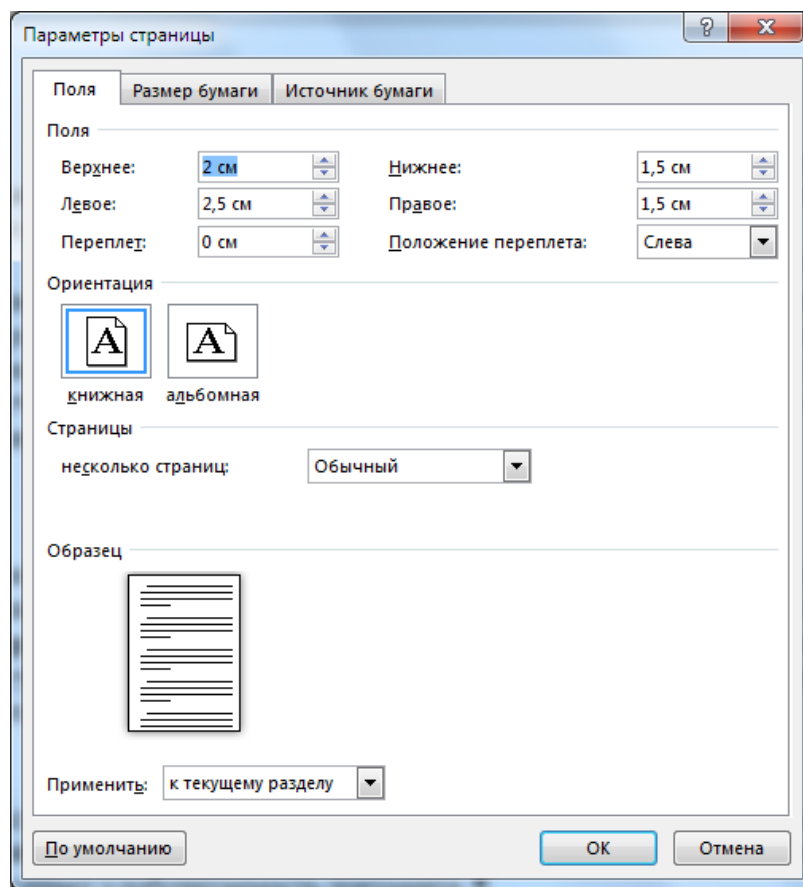 Параметры страницы
Поля Размер бумаги Источник бумаги
Поля
Верхнее: 2 см Нижнее: 1,5 см
Левое: 2,5 см Правое: 1,5 см
Переплет: 0 см Положение переплета: Слева
Ориентация
A A
книжная альбомная
Страницы
несколько страниц: Обычный
Образец
Применить: к текущему разделу
По умолчанию ОК Отмена